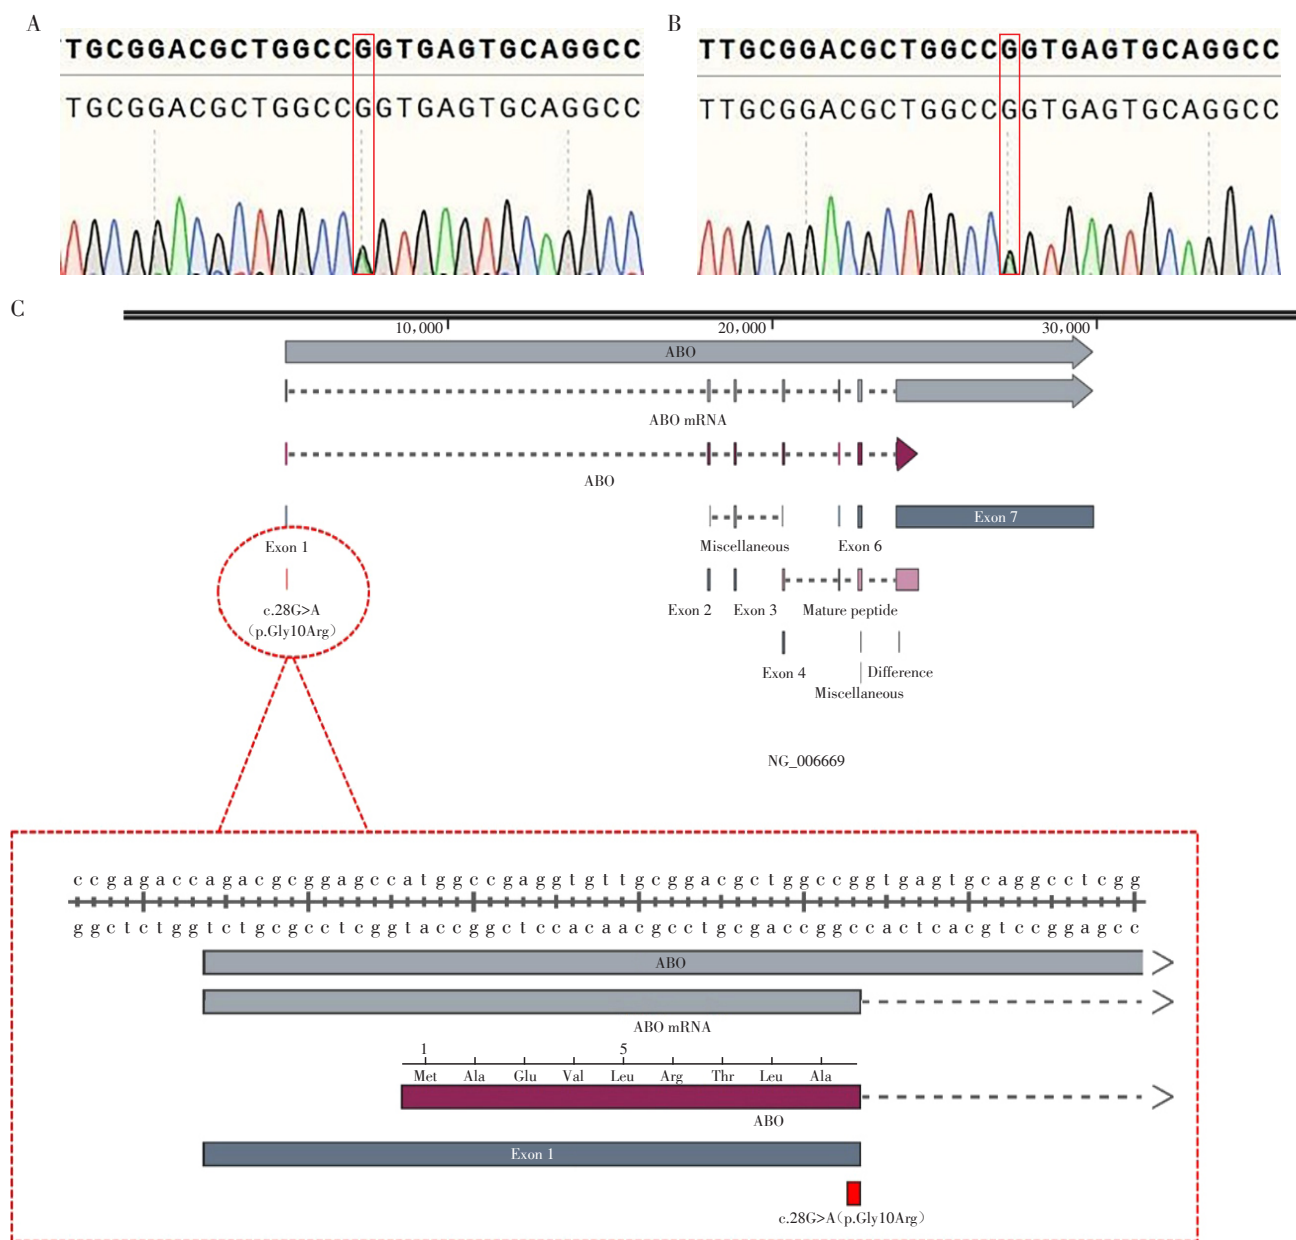 A
TGCGGACGCTGGCCGGTGAGTGCAGGCC
TGCGGACGCTGGCCGGTGAGTGCAGGCC
B
TTGCGGACGCTGGCCGGTGAGTGCAGGCC
TTGCGGACGCTGGCCGGTGAGTGCAGGCC
C
10,000 20,000 30,000
ABO
ABO mRNA
ABO
Exon 7
Exon 1 Miscellaneous Exon 6
c.28G>A Exon 2 Exon 3 Mature peptide
(p.Gly10Arg)
Exon 4 Difference
Miscellaneous
NG_006669
c c g a g a c c a g a c g c g g a g c c a t g g c c g a g g t g t t g c g g a c g c t g g c c g g t g a g t g c a g g c c t c g g
g g c t c t g g t c t g c g c c t c g g t a c c g g c t c c a c a a c g c c t g c g a c c g g c c a c t c a c g t c c g g a g c c
ABO
ABO mRNA
1 5
Met Ala Glu Val Leu Arg Thr Leu Ala
ABO
Exon 1
c.28G>A(p.Gly10Arg)